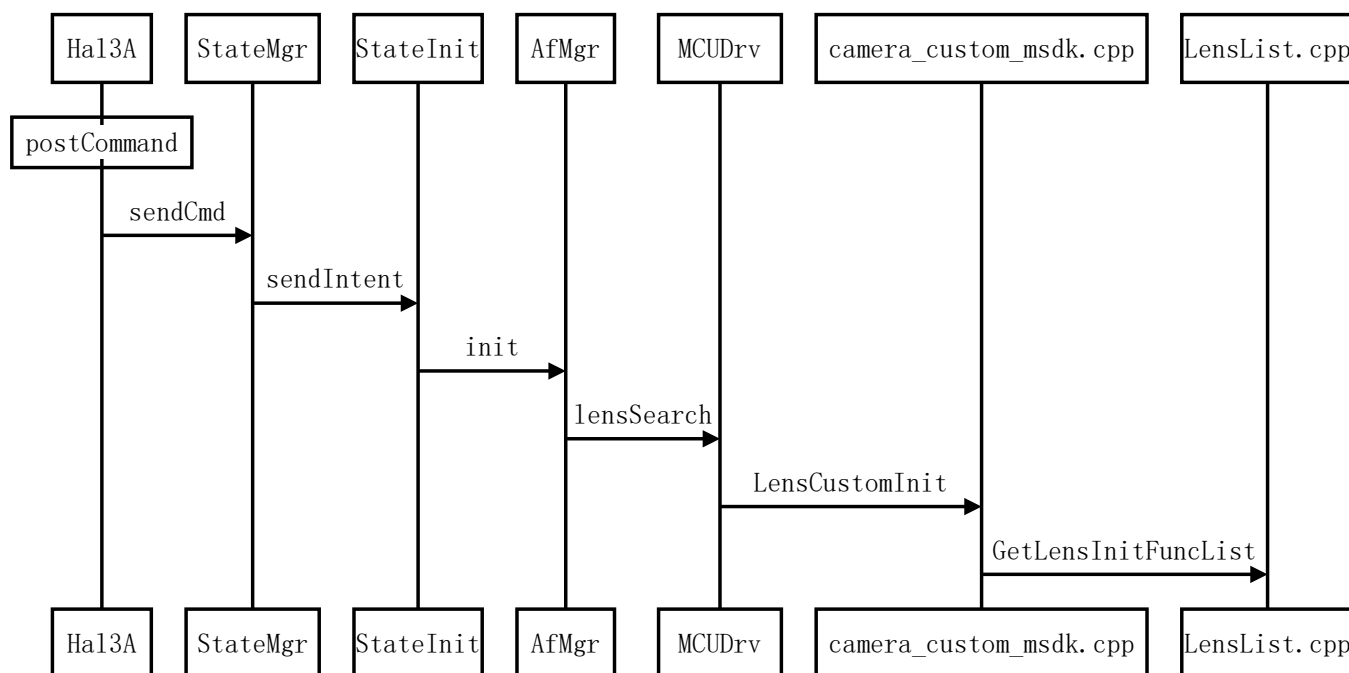 Hal3A
StateMgr
StateInit
AfMgr
MCUDrv
camera_custom_msdk.cpp
LensList.cpp
postCommand
sendCmd
sendIntent
init
lensSearch
LensCustomInit
GetLensInitFuncList
Hal3A
StateMgr
StateInit
AfMgr
MCUDrv
camera_custom_msdk.cpp
LensList.cpp